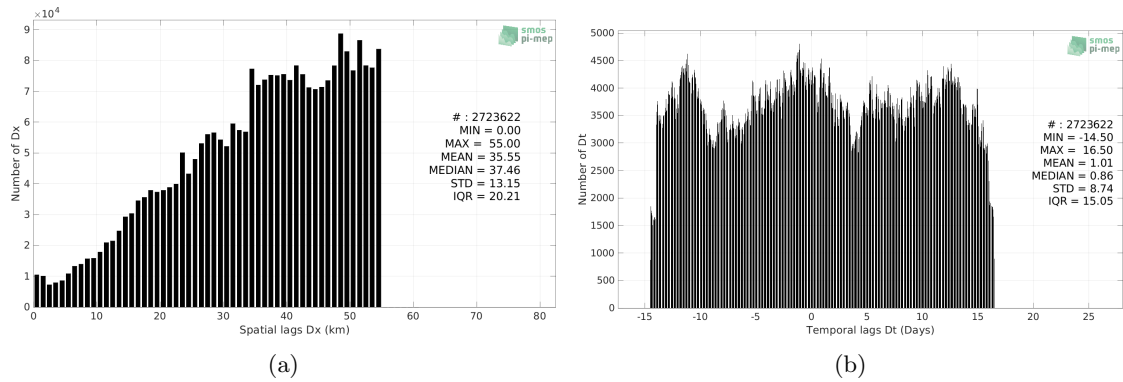 ×10⁴
9
8
7
6
5
4
3
2
1
0
Number of Dx
0 10 20 30 40 50 60 70 80
Spatial lags Dx (km)
smos
pi-mep
# : 2723622
MIN = 0.00
MAX = 55.00
MEAN = 35.55
MEDIAN = 37.46
STD = 13.15
IQR = 20.21
(a)
5000
4500
4000
3500
3000
2500
2000
1500
1000
500
0
Number of Dt
-15 -10 -5 0 5 10 15 20 25
Temporal lags Dt (Days)
smos
pi-mep
# : 2723622
MIN = -14.50
MAX = 16.50
MEAN = 1.01
MEDIAN = 0.86
STD = 8.74
IQR = 15.05
(b)